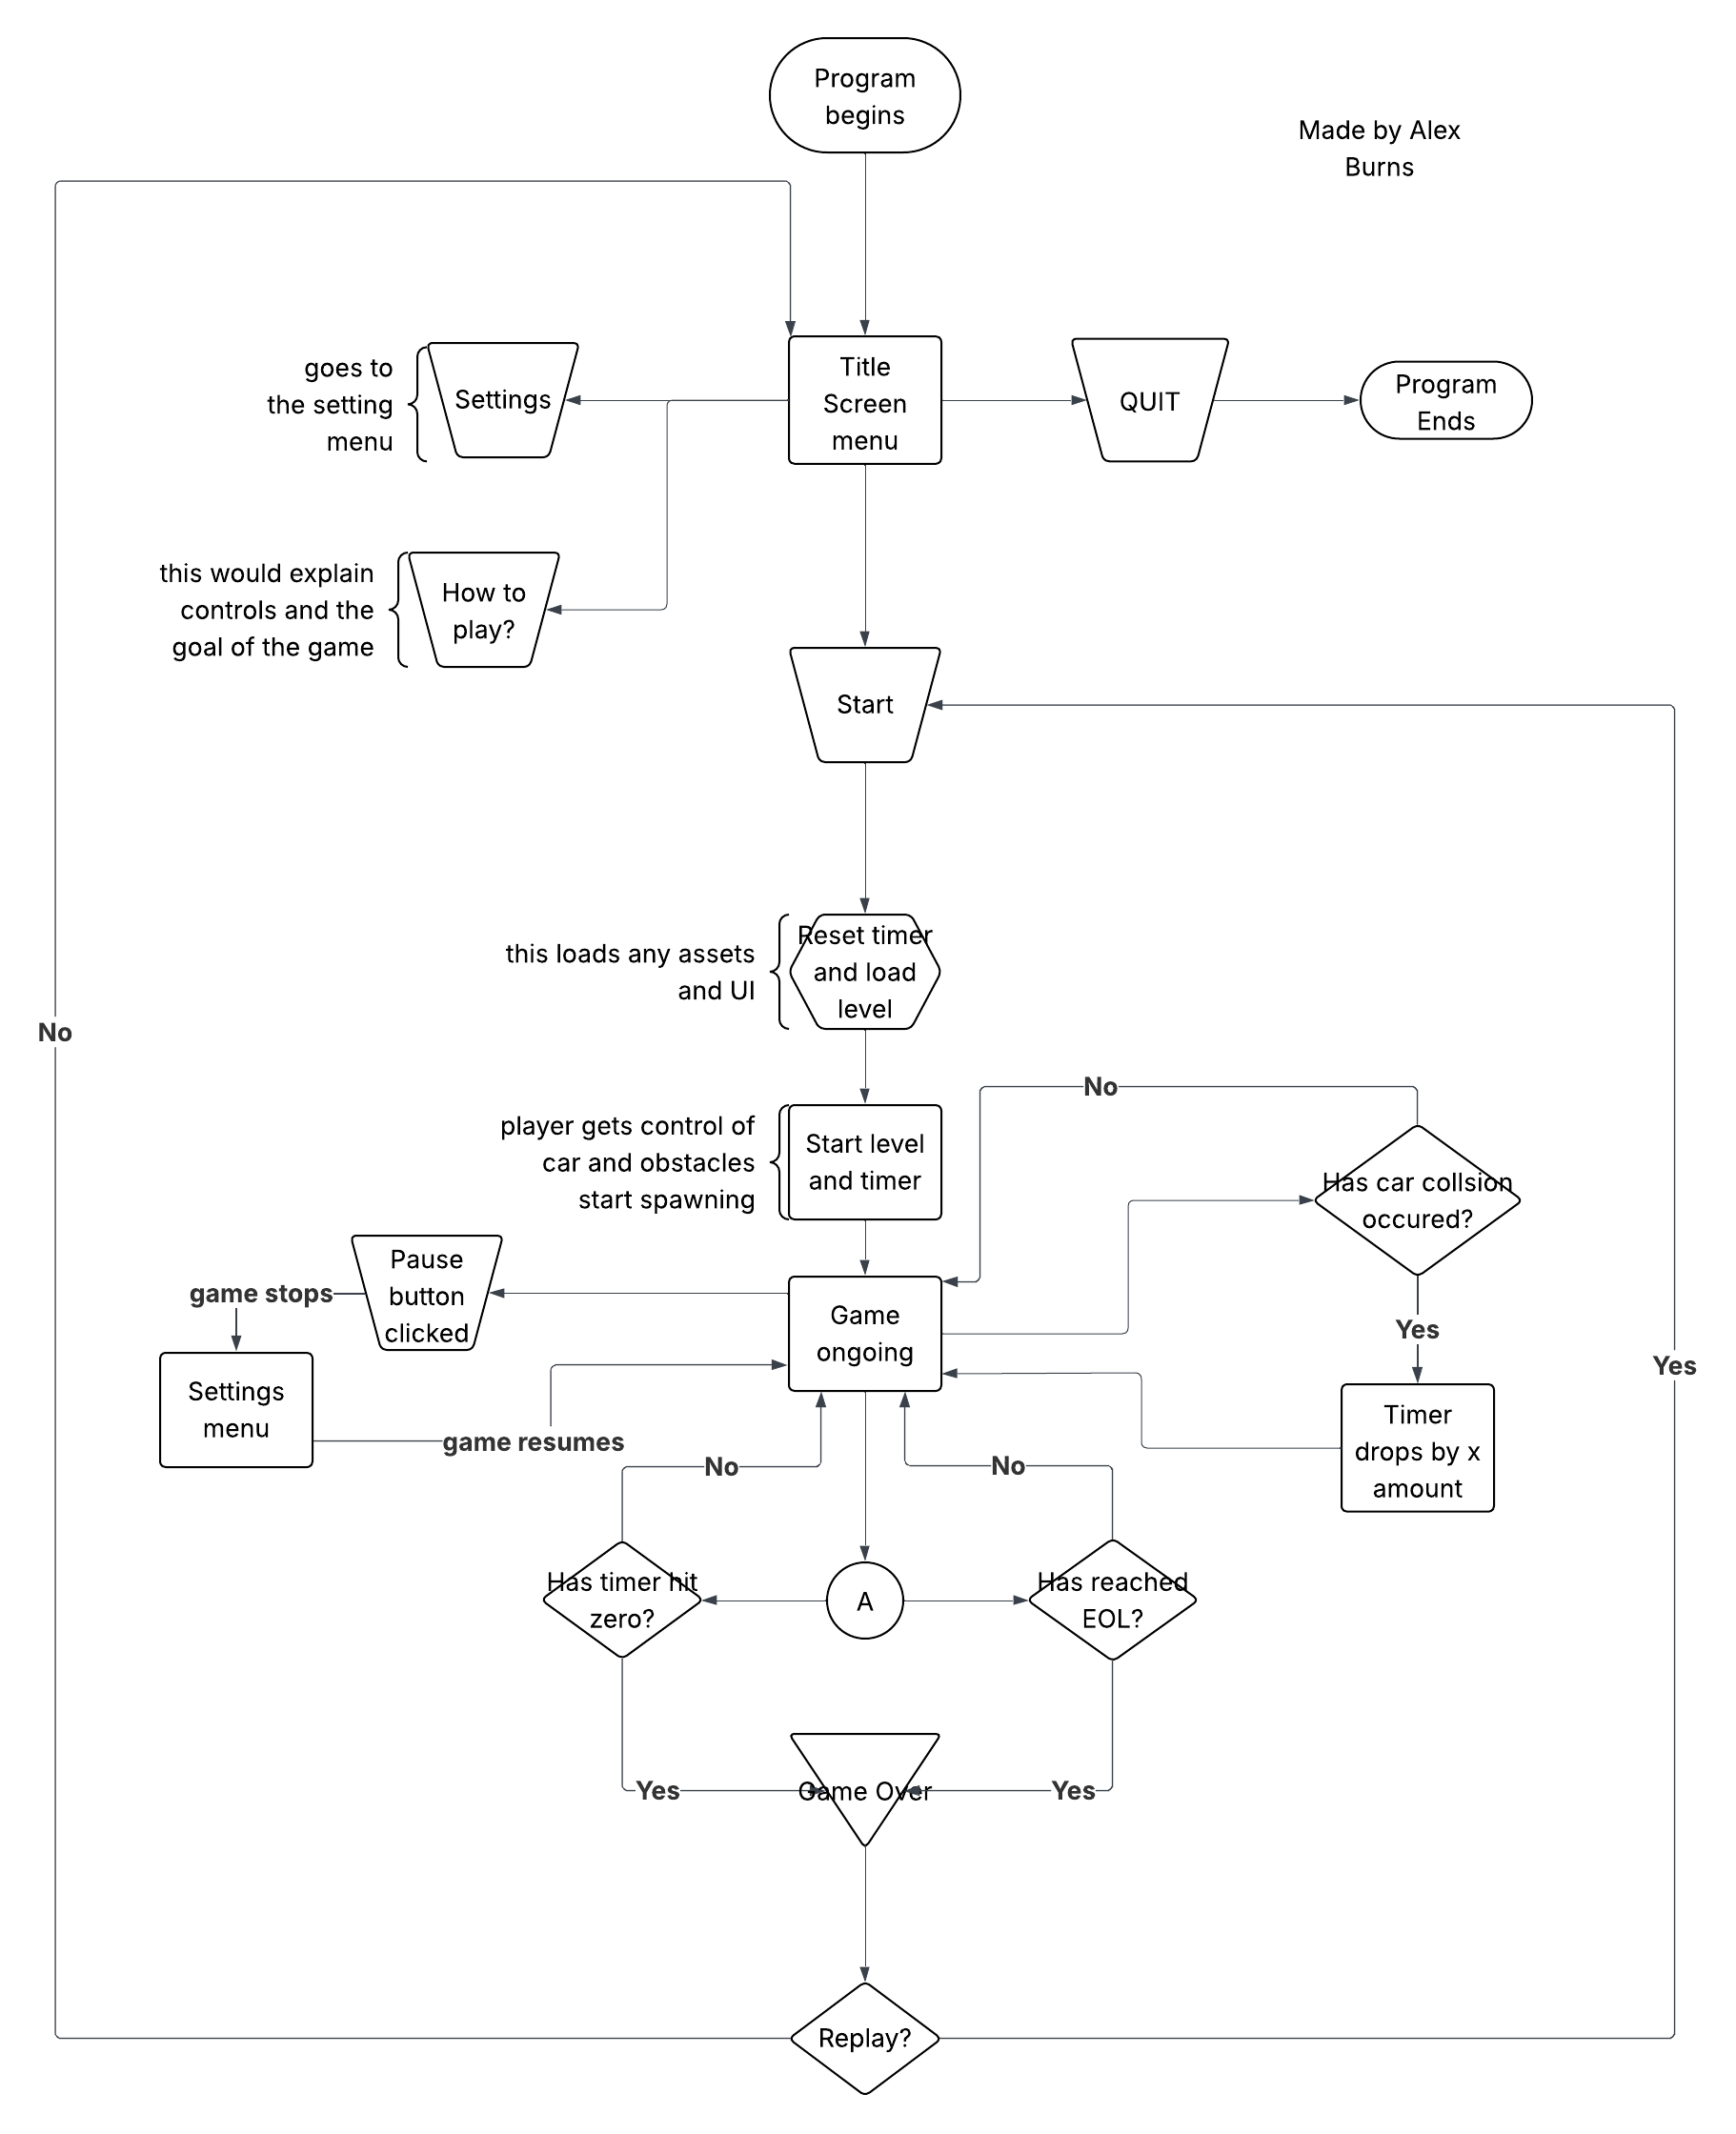 Program
begins
Made by Alex
Burns
goes to
the setting
menu
Settings
Title
Screen
menu
QUIT
Program
Ends
this would explain
controls and the
goal of the game
How to
play?
Start
this loads any assets
and UI
Reset timer
and load
level
No
player gets control of
car and obstacles
start spawning
Start level
and timer
No
Has car collsion
occured?
Pause
button
clicked
game stops
Game
ongoing
Yes
Yes
Settings
menu
game resumes
Timer
drops by x
amount
No
No
Has timer hit
zero?
A
Has reached
EOL?
Yes
Game Over
Yes
Replay?